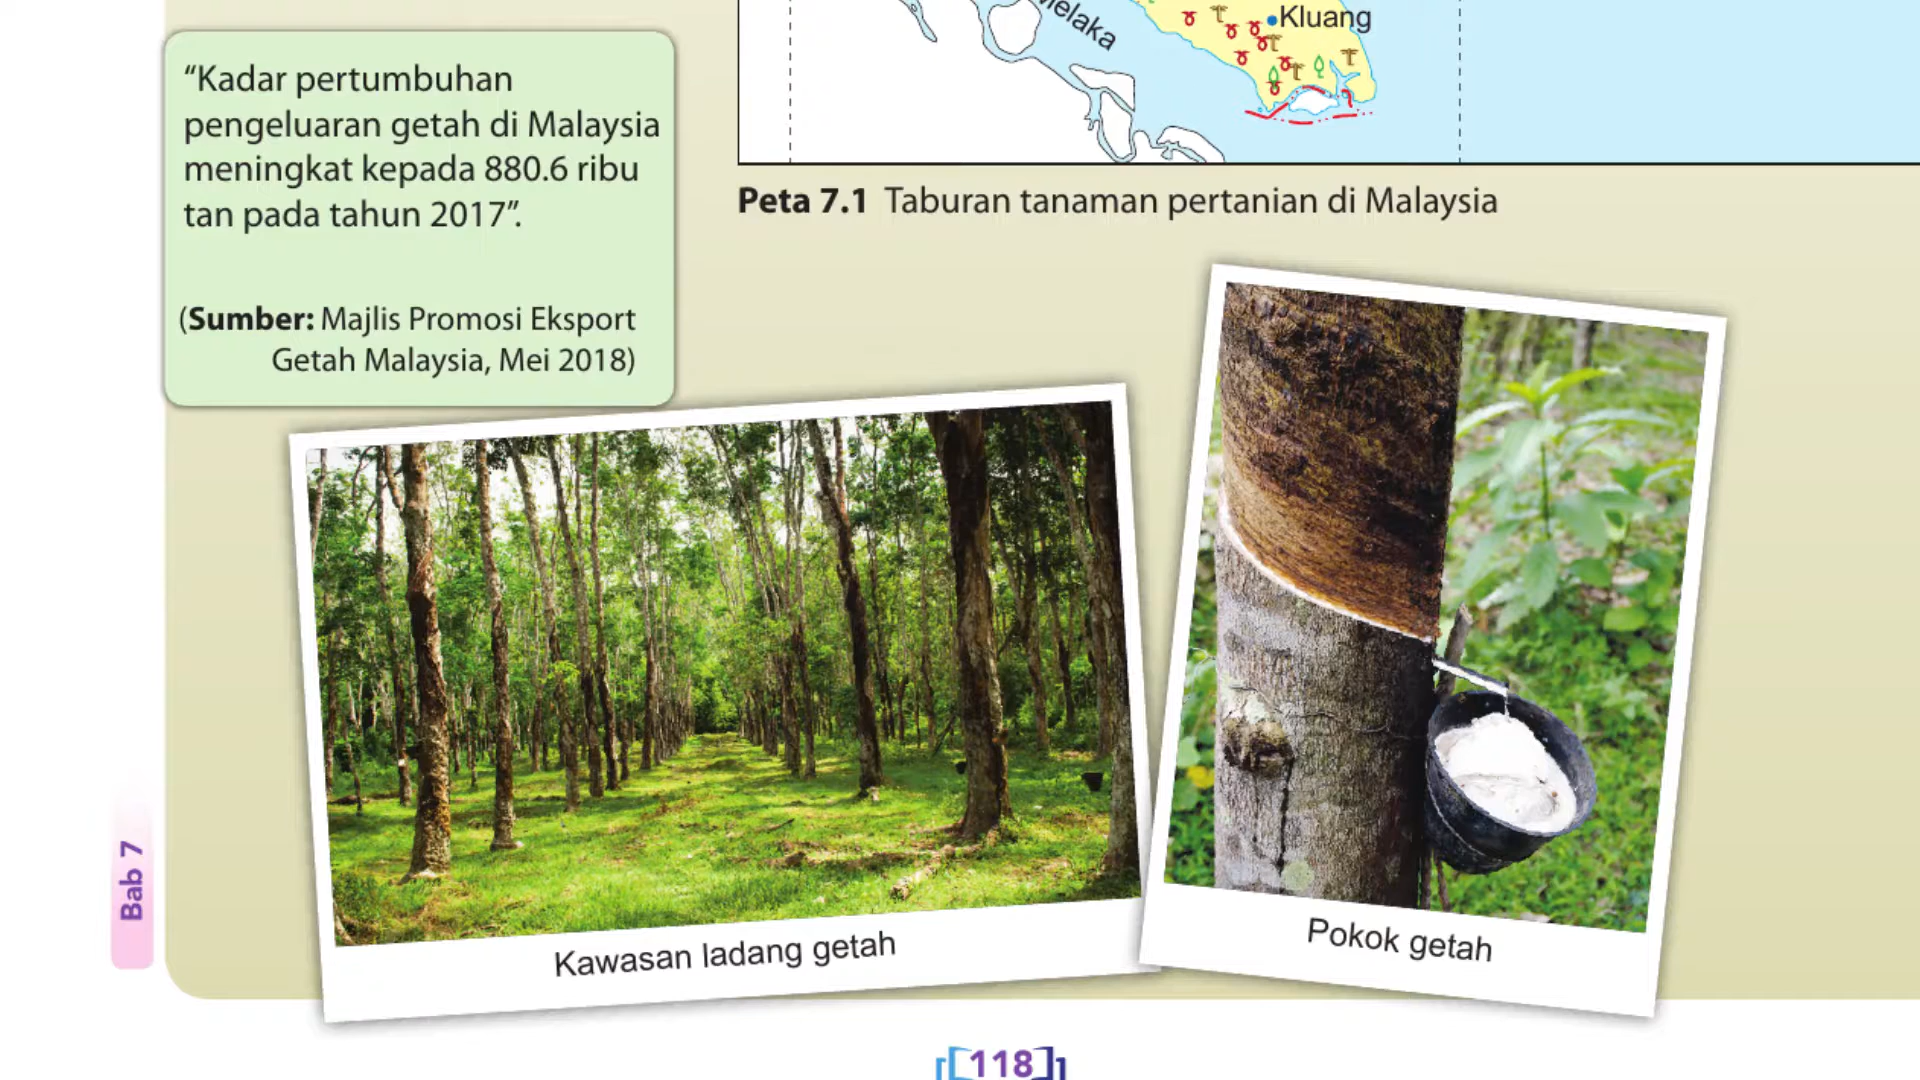 “Kadar pertumbuhan
pengeluaran getah di Malaysia
meningkat kepada 880.6 ribu
tan pada tahun 2017”.
(Sumber: Majlis Promosi Eksport
Getah Malaysia, Mei 2018)
Melaka
Kluang
Peta 7.1 Taburan tanaman pertanian di Malaysia
Kawasan ladang getah
Pokok getah
Bab 7
118